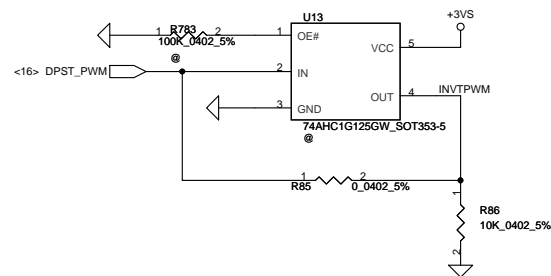 U13
+3VS
1 R783 2
100K_0402_5%
@
1 OE#
VCC 5
<16> DPST_PWM
2 IN
OUT 4 INVTPWM
3 GND
74AHC1G125GW_SOT353-5
@
1 2
R85 0_0402_5%
1
R86
10K_0402_5%
2